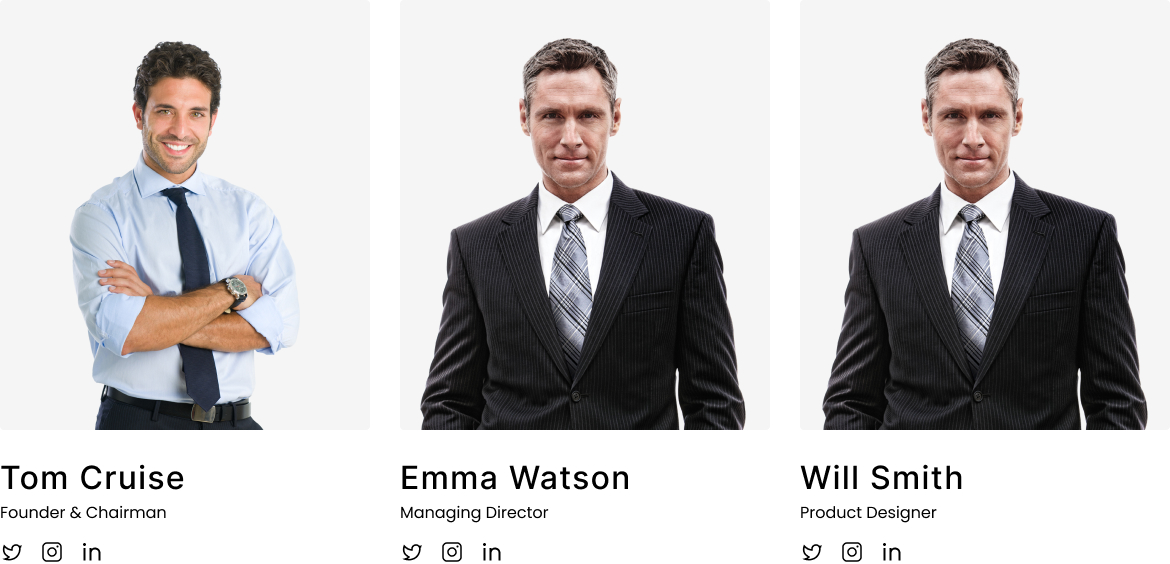 Tom Cruise
Founder & Chairman
in
Emma Watson
Managing Director
in
Will Smith
Product Designer
in